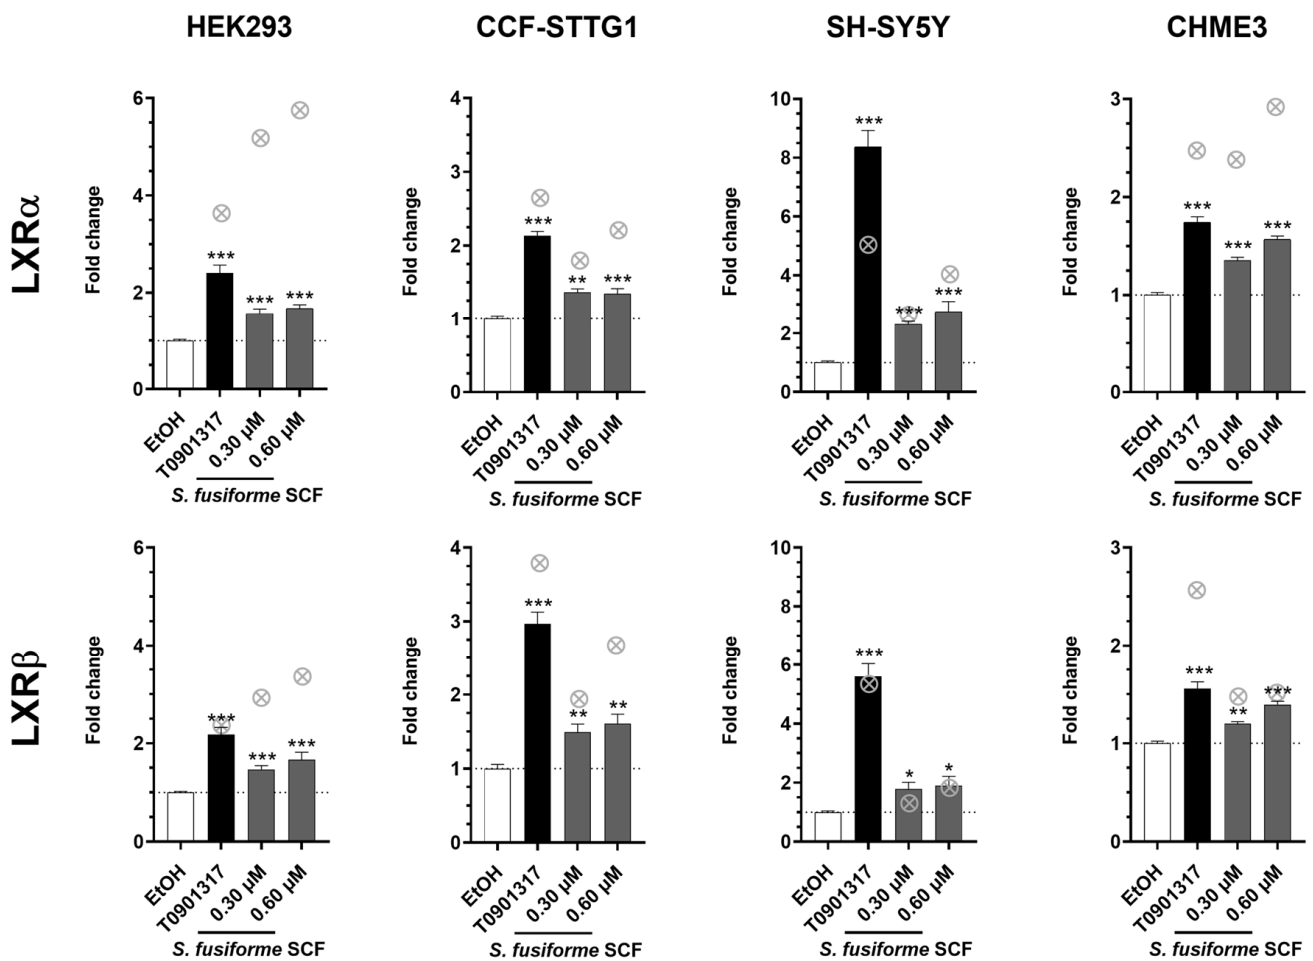 HEK293 CCF-STTG1 SH-SY5Y CHME3
LXRα
Fold change
6
4
2
0
***
***
***
EtOH
T0901317
0.30 µM
0.60 µM
S. fusiforme SCF
Fold change
4
3
2
1
0
***
**
***
EtOH
T0901317
0.30 µM
0.60 µM
S. fusiforme SCF
Fold change
10
8
6
4
2
0
***
***
***
EtOH
T0901317
0.30 µM
0.60 µM
S. fusiforme SCF
Fold change
3
2
1
0
***
***
***
EtOH
T0901317
0.30 µM
0.60 µM
S. fusiforme SCF
LXRβ
Fold change
6
4
2
0
***
***
***
EtOH
T0901317
0.30 µM
0.60 µM
S. fusiforme SCF
Fold change
4
3
2
1
0
***
**
**
EtOH
T0901317
0.30 µM
0.60 µM
S. fusiforme SCF
Fold change
10
8
6
4
2
0
***
*
*
EtOH
T0901317
0.30 µM
0.60 µM
S. fusiforme SCF
Fold change
3
2
1
0
***
**
***
EtOH
T0901317
0.30 µM
0.60 µM
S. fusiforme SCF